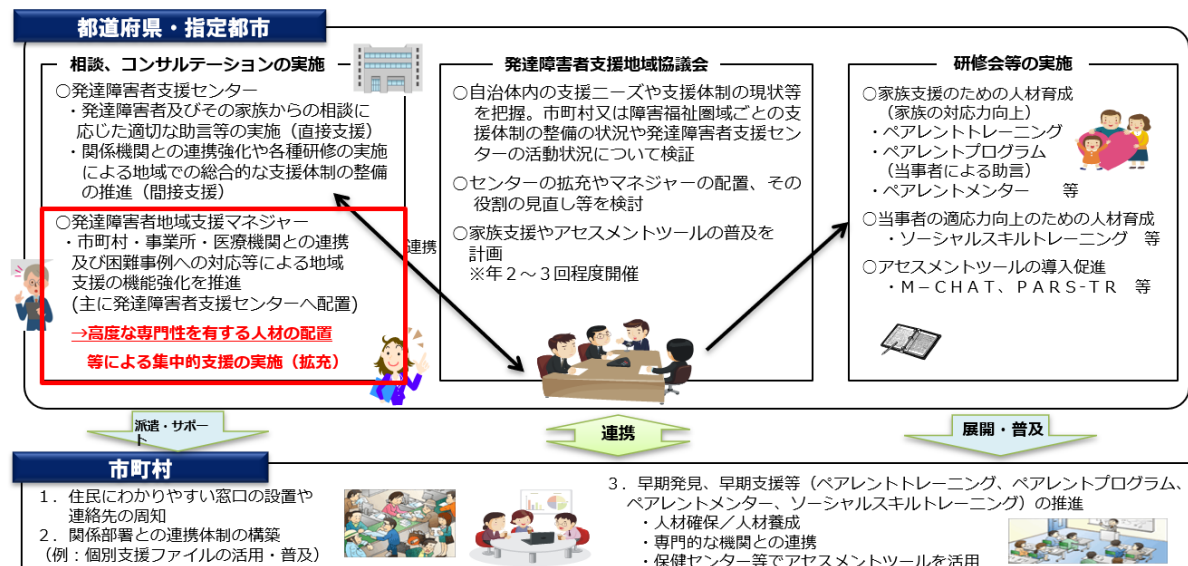 都道府県・指定都市
相談、コンサルテーションの実施
○発達障害者支援センター
・発達障害者及びその家族からの相談に
応じた適切な助言等の実施（直接支援）
・関係機関との連携強化や各種研修の実施
による地域での総合的な支援体制の整備
の推進（間接支援）
○発達障害者地域支援マネジャー
・市町村・事業所・医療機関との連携
及び困難事例への対応等による地域
支援の機能強化を推進
(主に発達障害者支援センターへ配置)
→高度な専門性を有する人材の配置
等による集中的支援の実施（拡充）
連携
発達障害者支援地域協議会
○自治体内の支援ニーズや支援体制の現状等
を把握。市町村又は障害福祉圏域ごとの支
援体制の整備の状況や発達障害者支援セン
ターの活動状況について検証
○センターの拡充やマネジャーの配置、その
役割の見直し等を検討
○家族支援やアセスメントツールの普及を
計画
※年２～３回程度開催
研修会等の実施
○家族支援のための人材育成
（家族の対応力向上）
・ペアレントトレーニング
・ペアレントプログラム
（当事者による助言）
・ペアレントメンター　等
○当事者の適応力向上のための人材育成
・ソーシャルスキルトレーニング　等
○アセスメントツールの導入促進
・Ｍ－ＣＨＡＴ、ＰＡＲＳ-ＴＲ　等
派遣・サポー
ト
連携
展開・普及
市町村
１．住民にわかりやすい窓口の設置や
連絡先の周知
２．関係部署との連携体制の構築
（例：個別支援ファイルの活用・普及）
３．早期発見、早期支援等（ペアレントトレーニング、ペアレントプログラム、
ペアレントメンター、ソーシャルスキルトレーニング）の推進
・人材確保／人材養成
・専門的な機関との連携
・保健センター等でアセスメントツールを活用